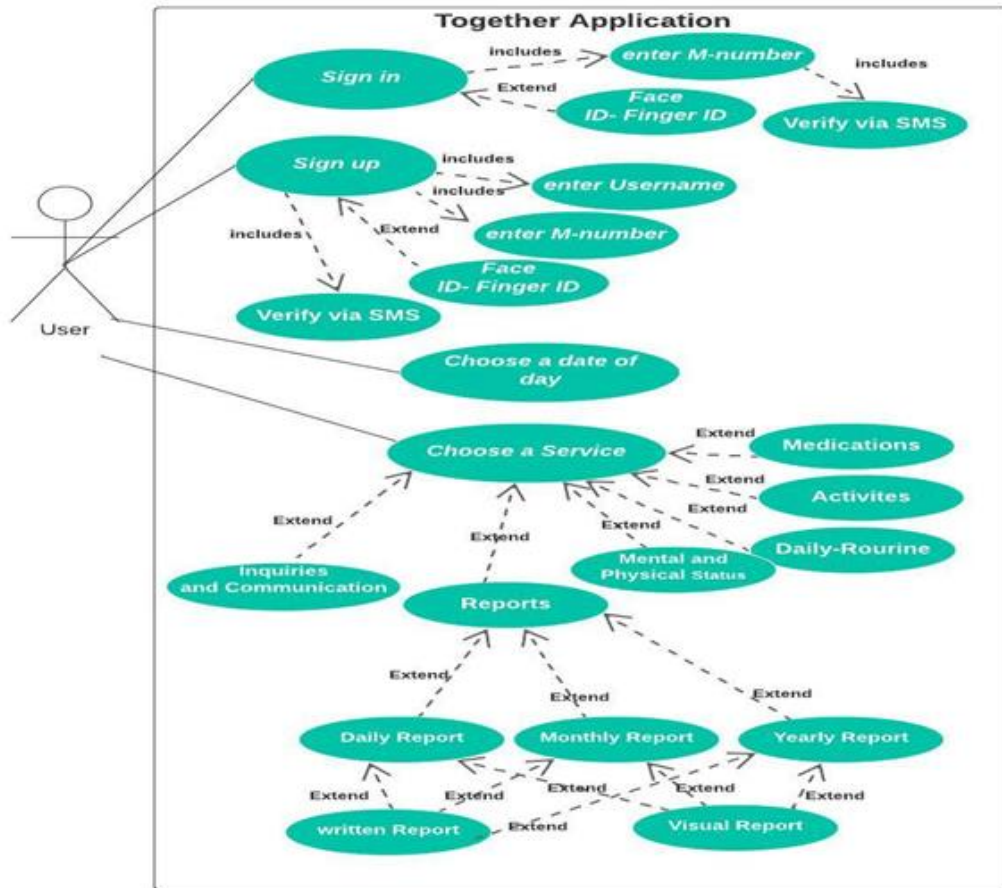 Together Application
includes
enter M-number
Sign in
includes
Extend
Face
ID- Finger ID
Verify via SMS
Sign up
includes
enter Username
includes
includes
Extend
enter M-number
Face
ID- Finger ID
Verify via SMS
User
Choose a date of
day
Choose a Service
Extend
Medications
Extend
Activites
Extend
Extend
Extend
Extend
Daily-Rourine
Mental and
Physical Status
Inquiries
and Communication
Reports
Extend
Extend
Extend
Daily Report
Monthly Report
Yearly Report
Extend
Extend
Extend
Extend
Extend
Extend
written Report
Visual Report